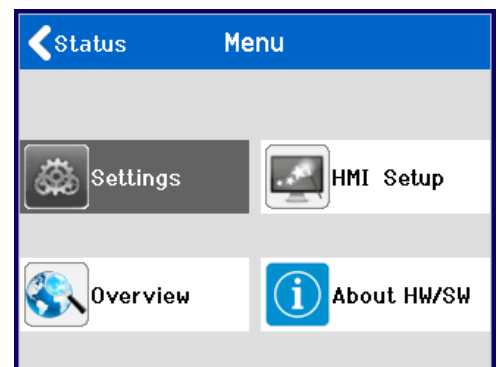 Status Menu
Settings
HMI Setup
Overview
About HW/SW